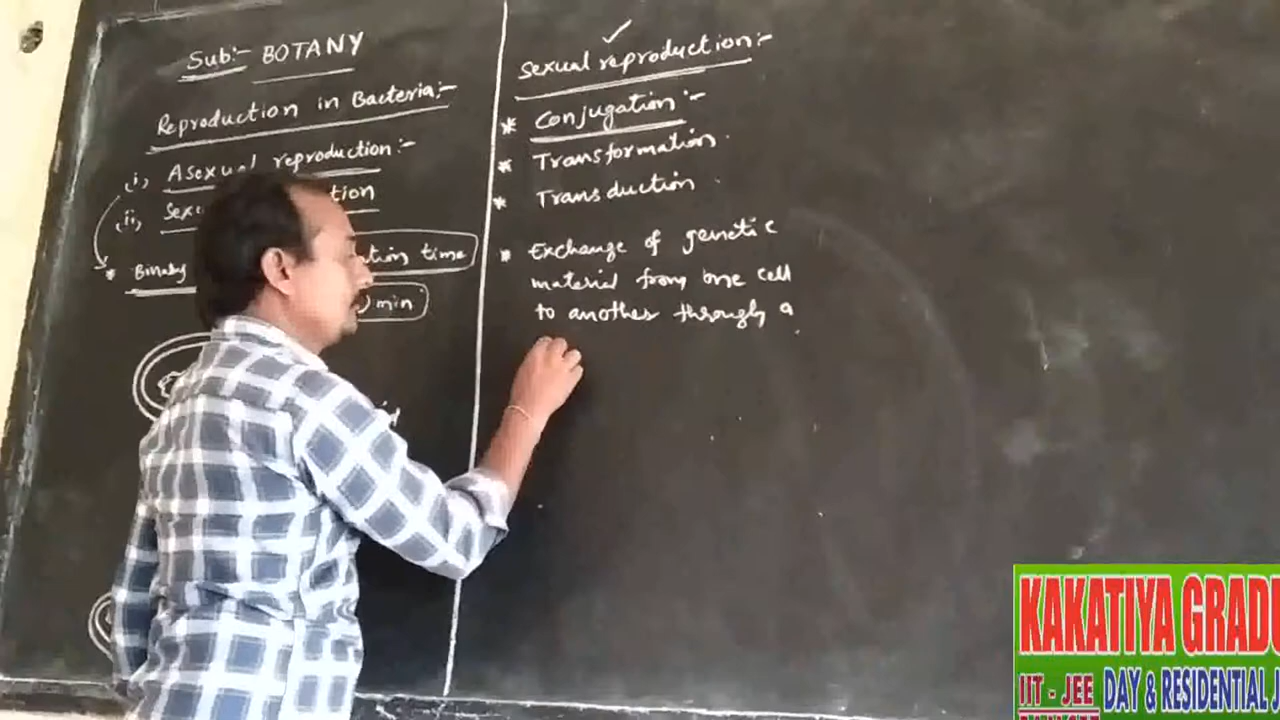 Sub:- BOTANY
Reproduction in Bacteria:-
(i) Asexual reproduction:-
(ii) Sexu tion
* Binary tion time
min
Sexual reproduction:-
* Conjugation:-
* Transformation.
* Transduction.
* Exchange of genetic
material from one cell
to another through a
KAKATIYA GRADU
IIT - JEE DAY & RESIDENTIAL J